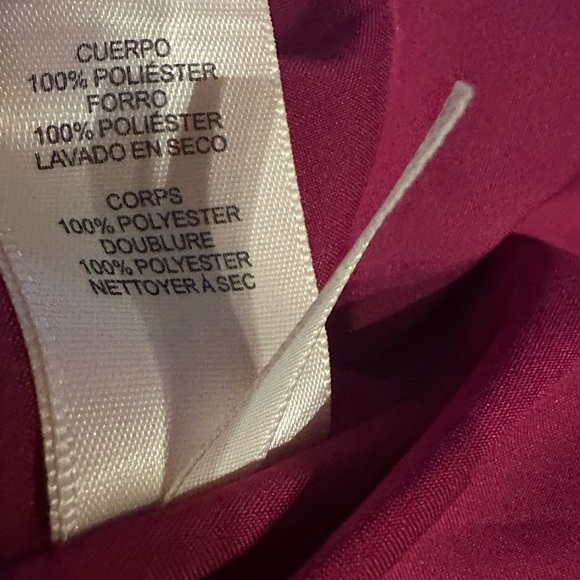 CUERPO
100% POLIÉSTER
FORRO
100% POLIÉSTER
LAVADO EN SECO
CORPS
100% POLYESTER
DOUBLURE
100% POLYESTER
NETTOYER À SEC